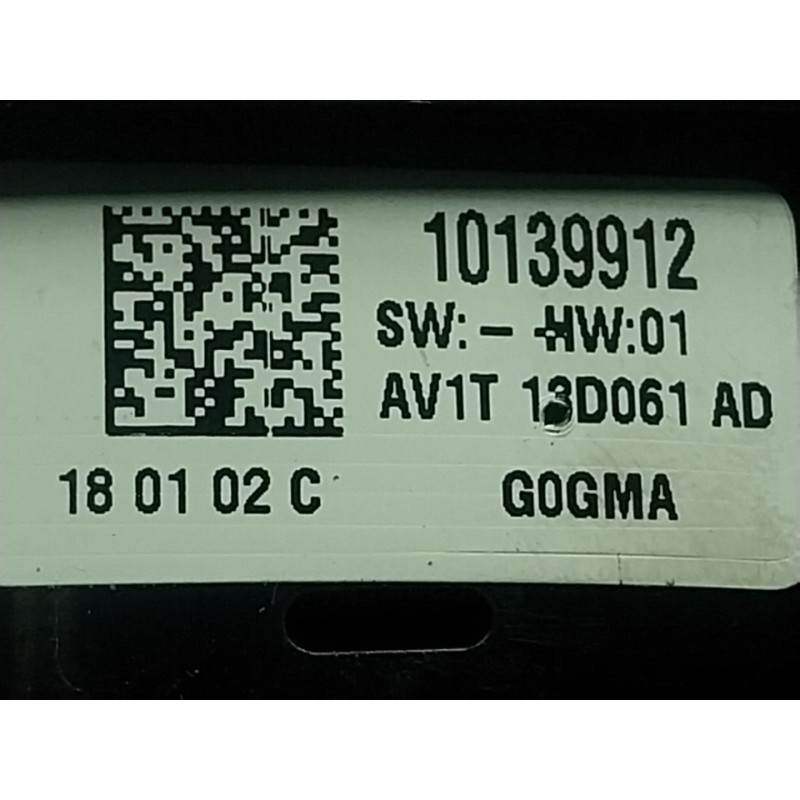 10139912
SW:- -HW:01
AV1T 13D061 AD
18 01 02 C
G0GMA